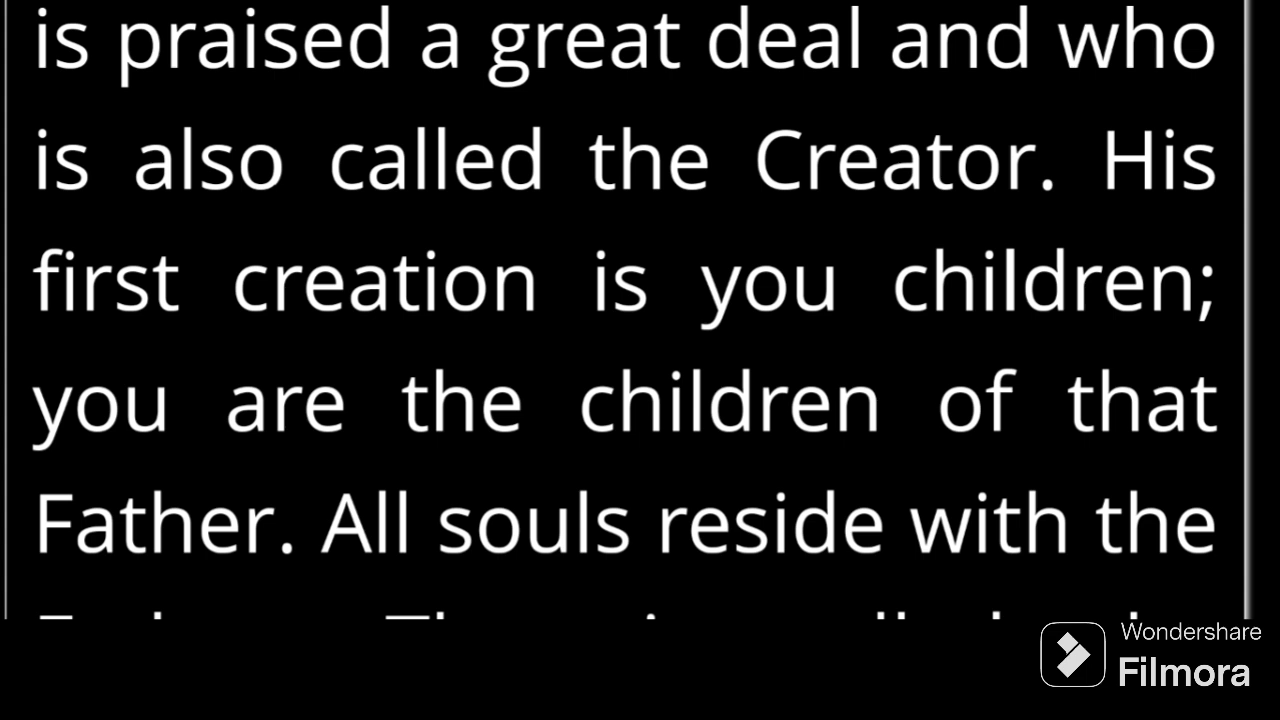 is praised a great deal and who
is also called the Creator. His
first creation is you children;
you are the children of that
Father. All souls reside with the
Wondershare
Filmora